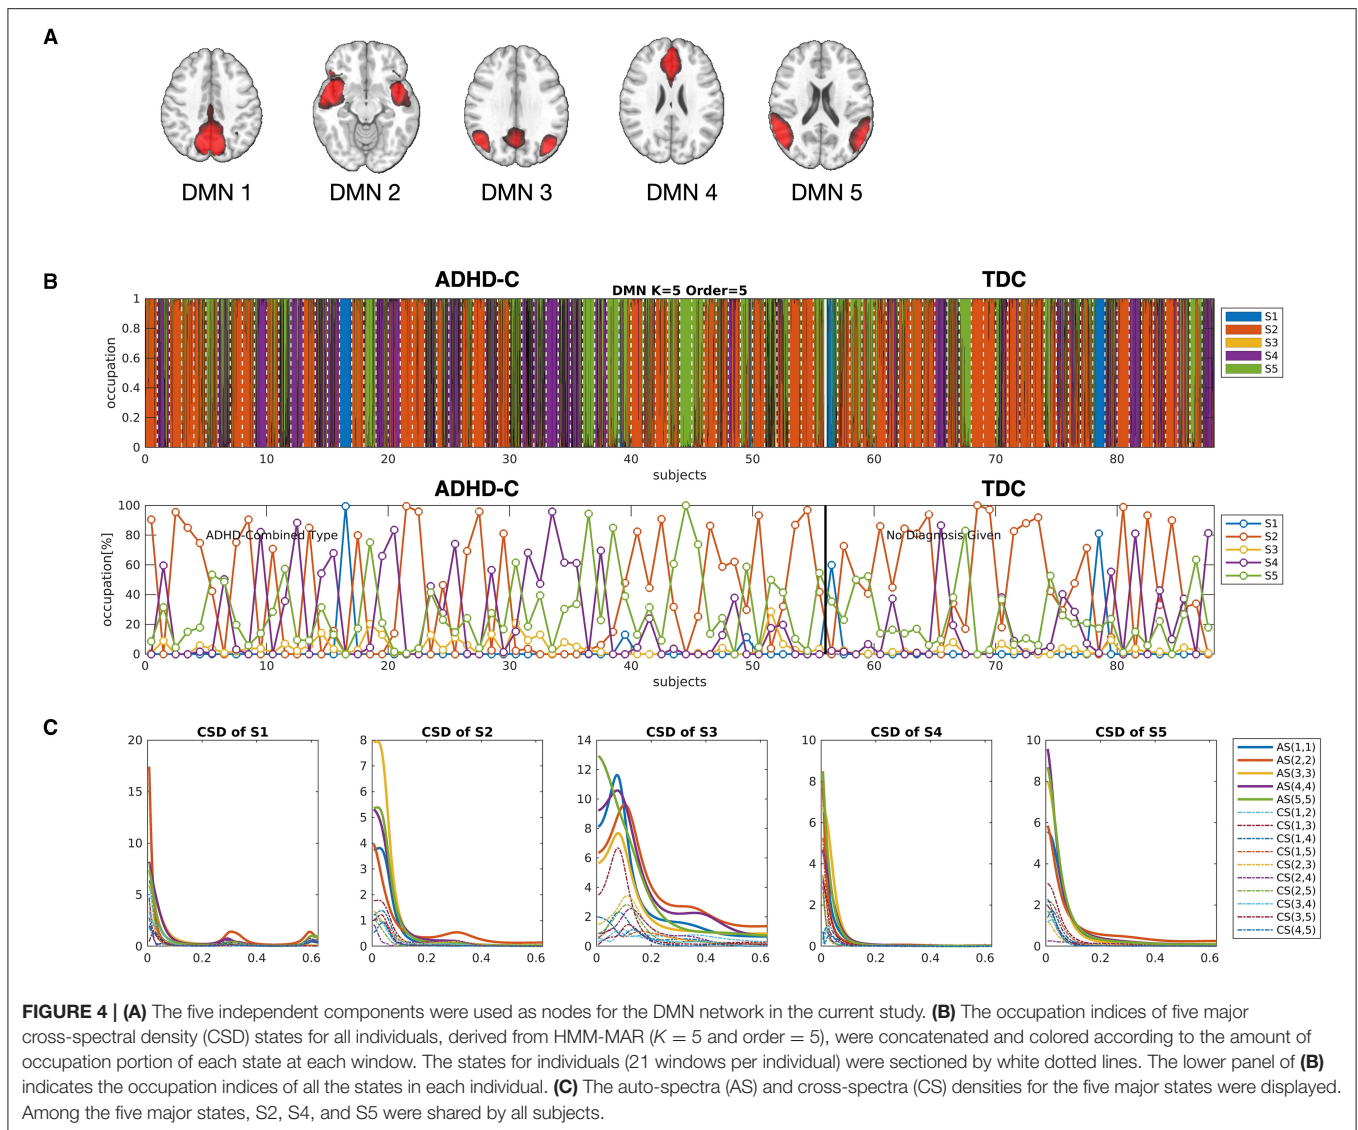 A
DMN 1 DMN 2 DMN 3 DMN 4 DMN 5
B
ADHD-C TDC
DMN K=5 Order=5
occupation
1
0.8
0.6
0.4
0.2
0
0 10 20 30 40 50 60 70 80
subjects
S1
S2
S3
S4
S5
ADHD-C TDC
occupation[%]
100
80
60
40
20
0
ADHD-Combined Type No Diagnosis Given
0 10 20 30 40 50 60 70 80
subjects
S1
S2
S3
S4
S5
C
CSD of S1
20
15
10
5
0
0 0.2 0.4 0.6
CSD of S2
8
7
6
5
4
3
2
1
0
0 0.2 0.4 0.6
CSD of S3
14
12
10
8
6
4
2
0
0 0.2 0.4 0.6
CSD of S4
10
8
6
4
2
0
0 0.2 0.4 0.6
CSD of S5
10
8
6
4
2
0
0 0.2 0.4 0.6
AS(1,1)
AS(2,2)
AS(3,3)
AS(4,4)
AS(5,5)
CS(1,2)
CS(1,3)
CS(1,4)
CS(1,5)
CS(2,3)
CS(2,4)
CS(2,5)
CS(3,4)
CS(3,5)
CS(4,5)
FIGURE 4 | (A) The five independent components were used as nodes for the DMN network in the current study. (B) The occupation indices of five major
cross-spectral density (CSD) states for all individuals, derived from HMM-MAR (K = 5 and order = 5), were concatenated and colored according to the amount of
occupation portion of each state at each window. The states for individuals (21 windows per individual) were sectioned by white dotted lines. The lower panel of (B)
indicates the occupation indices of all the states in each individual. (C) The auto-spectra (AS) and cross-spectra (CS) densities for the five major states were displayed.
Among the five major states, S2, S4, and S5 were shared by all subjects.